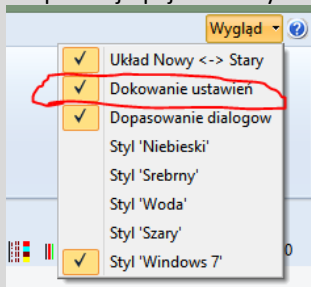 Wygląd
Układ Nowy <-> Stary
Dokowanie ustawień
Dopasowanie dialogow
Styl 'Niebieski'
Styl 'Srebrny'
Styl 'Woda'
Styl 'Szary'
Styl 'Windows 7'
0